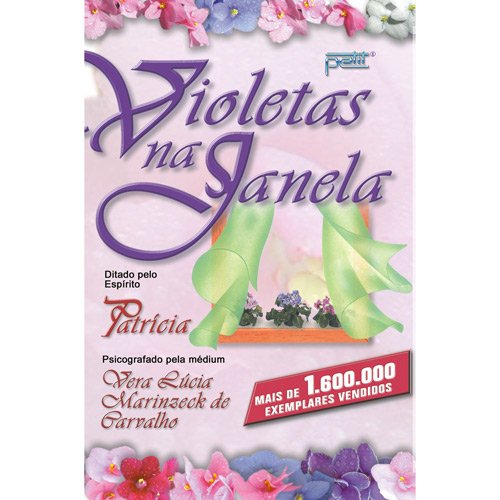 petit®
Violetas
na Janela
Ditado pelo
Espírito
Patrícia
Psicografado pela médium
Vera Lúcia
Marinzeck de
Carvalho
MAIS DE 1.600.000
EXEMPLARES VENDIDOS